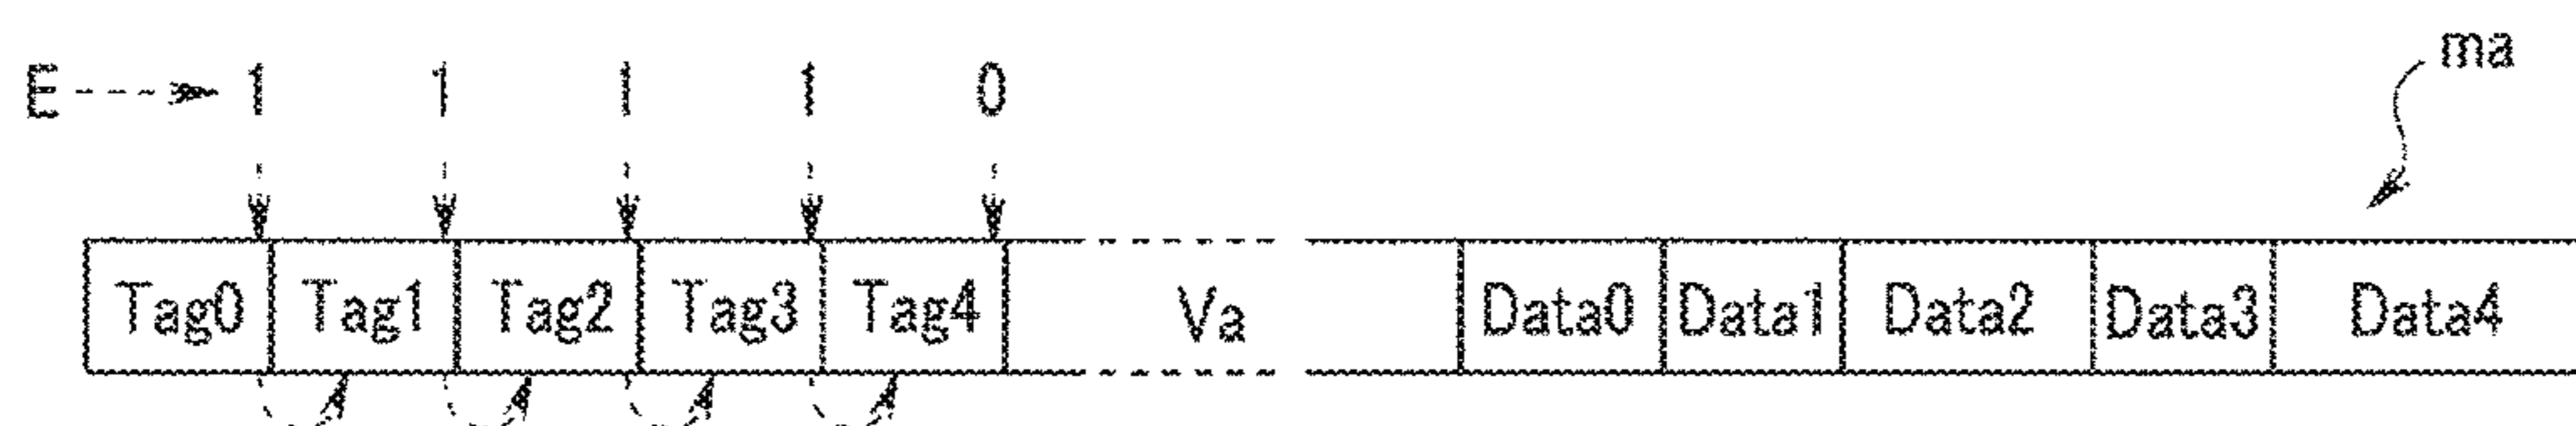 ma
E 1 1 1 1 0
Tag0 Tag1 Tag2 Tag3 Tag4 Va Data0 Data1 Data2 Data3 Data4